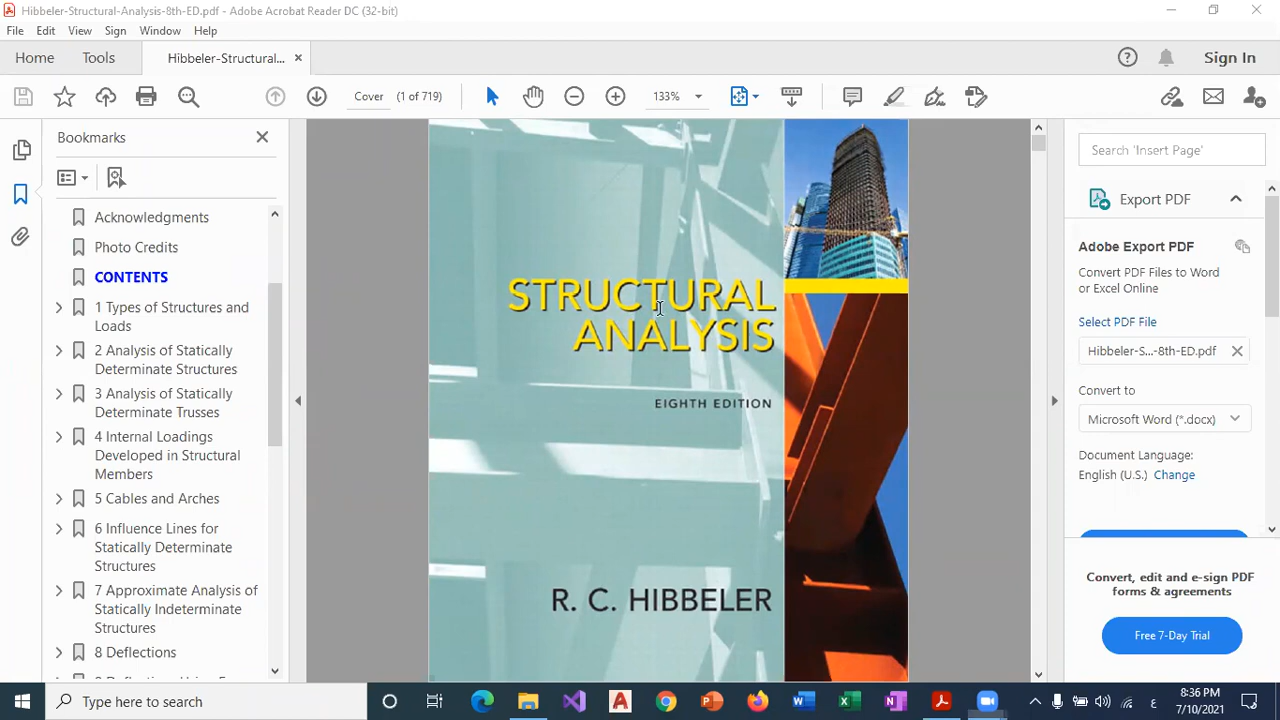 Hibbeler-Structural-Analysis-8th-ED.pdf - Adobe Acrobat Reader DC (32-bit)
File Edit View Sign Window Help
Home Tools Hibbeler-Structural... Sign In
Cover (1 of 719) 133%
Bookmarks
Acknowledgments
Photo Credits
CONTENTS
1 Types of Structures and
Loads
2 Analysis of Statically
Determinate Structures
3 Analysis of Statically
Determinate Trusses
4 Internal Loadings
Developed in Structural
Members
5 Cables and Arches
6 Influence Lines for
Statically Determinate
Structures
7 Approximate Analysis of
Statically Indeterminate
Structures
8 Deflections
STRUCTURAL
ANALYSIS
EIGHTH EDITION
R. C. HIBBELER
Search 'Insert Page'
Export PDF
Adobe Export PDF
Convert PDF Files to Word
or Excel Online
Select PDF File
Hibbeler-S...-8th-ED.pdf
Convert to
Microsoft Word (*.docx)
Document Language:
English (U.S.) Change
Convert, edit and e-sign PDF
forms & agreements
Free 7-Day Trial
Type here to search
ع
8:36 PM
7/10/2021